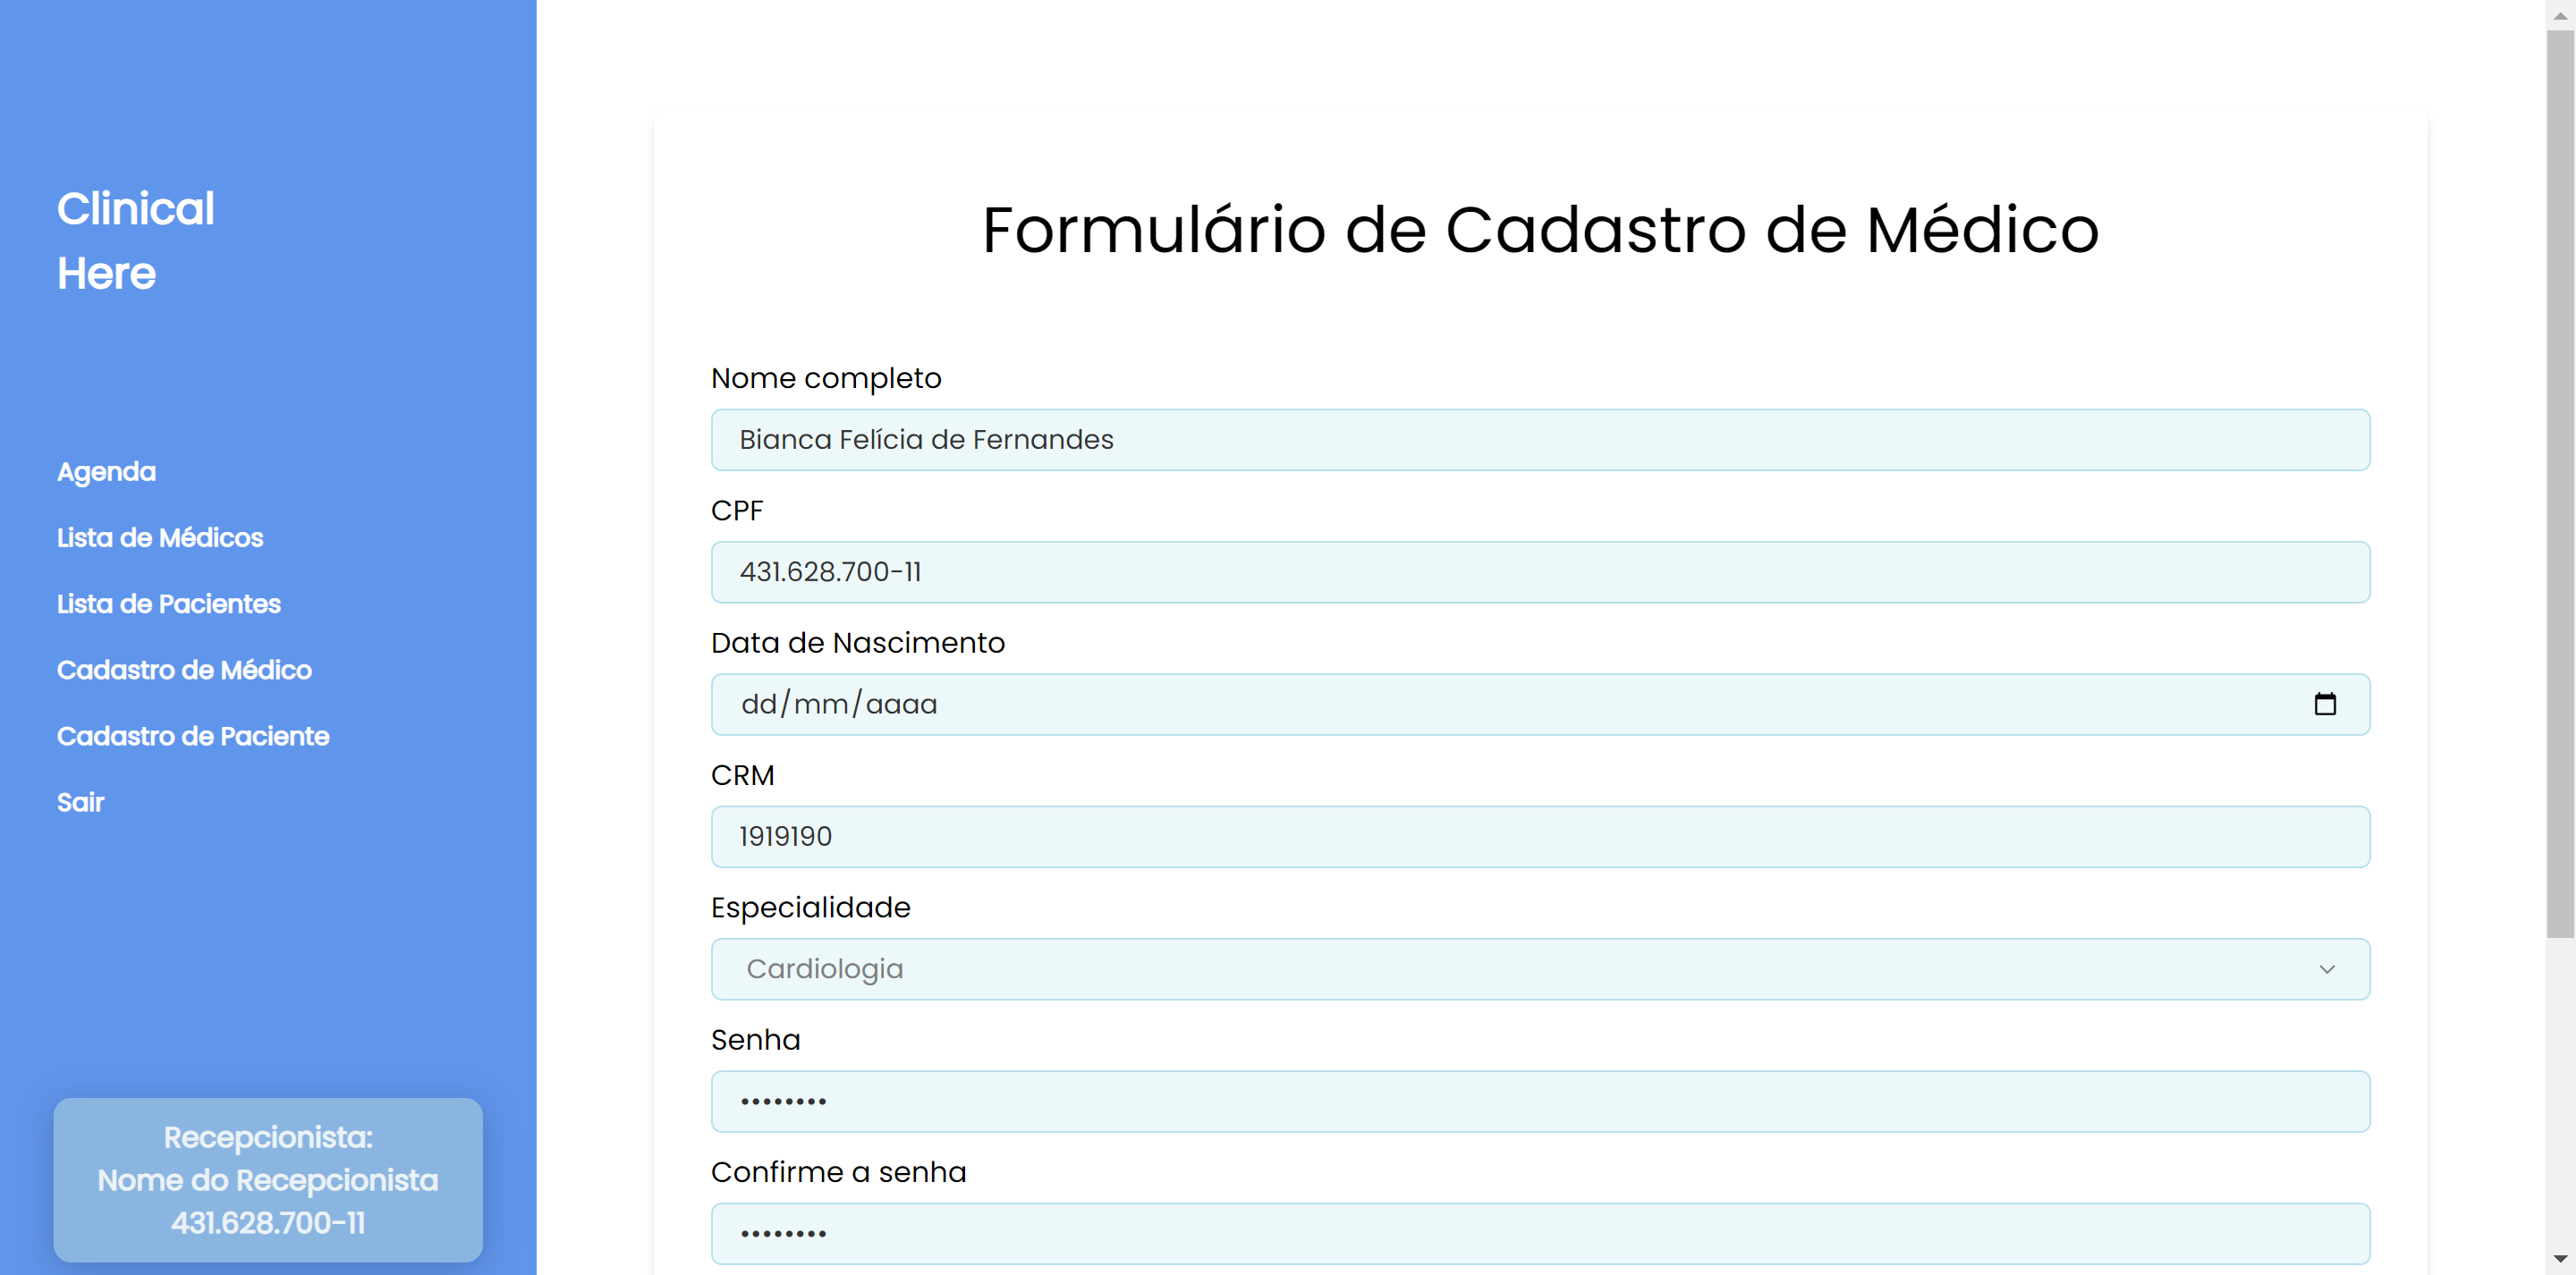 Clinical
Here
Agenda
Lista de Médicos
Lista de Pacientes
Cadastro de Médico
Cadastro de Paciente
Sair
Recepcionista:
Nome do Recepcionista
431.628.700-11
Formulário de Cadastro de Médico
Nome completo
Bianca Felícia de Fernandes
CPF
431.628.700-11
Data de Nascimento
dd/mm/aaaa
CRM
1919190
Especialidade
Cardiologia
Senha
••••••••
Confirme a senha
••••••••